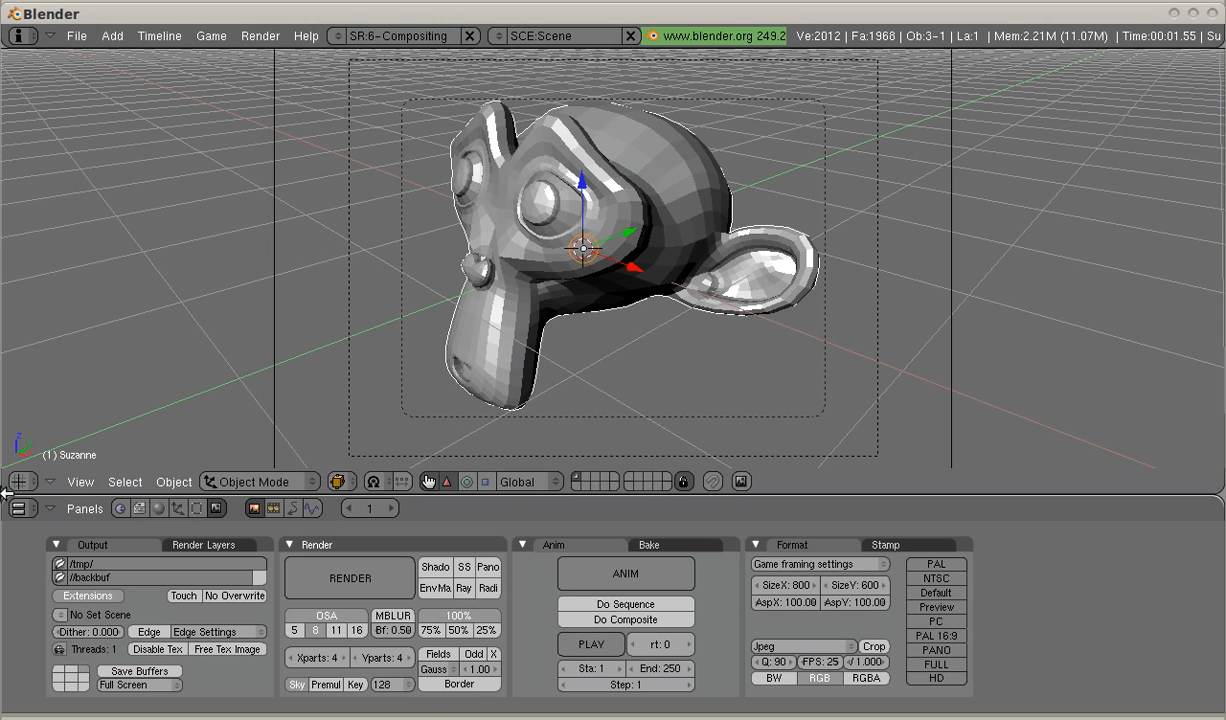 Blender
File Add Timeline Game Render Help SR:6-Compositing X SCE:Scene X www.blender.org 249.2 Ve:2012 | Fa:1968 | Ob:3-1 | La:1 | Mem:2.21M (11.07M) | Time:00:01.55 | Su
z
(1) Suzanne
View Select Object Object Mode Global
Panels 1
Output Render Layers
/tmp/
//backbuf
Extensions Touch No Overwrite
No Set Scene
Dither: 0.000 Edge Edge Settings
Threads: 1 Disable Tex Free Tex Image
Save Buffers
Full Screen
Render
RENDER Shado SS Pano
EnvMa Ray Radi
OSA MBLUR 100%
5 8 11 16 Bf: 0.50 75% 50% 25%
Xparts: 4 Yparts: 4 Fields Odd X
Gauss 1.00
Sky Premul Key 128 Border
Anim Bake
ANIM
Do Sequence
Do Composite
PLAY rt: 0
Sta: 1 End: 250
Step: 1
Format Stamp
Game framing settings
SizeX: 800 SizeY: 600
AspX: 100.00 AspY: 100.00
Jpeg Crop
Q: 90 FPS: 25 / 1.000
BW RGB RGBA
PAL
NTSC
Default
Preview
PC
PAL 16:9
PANO
FULL
HD